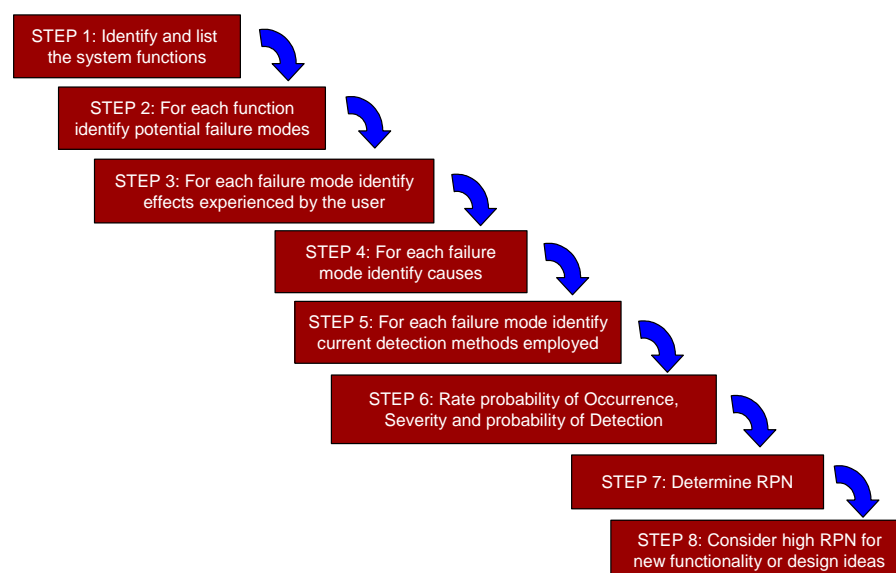 STEP 1: Identify and list
the system functions
STEP 2: For each function
identify potential failure modes
STEP 3: For each failure mode identify
effects experienced by the user
STEP 4: For each failure
mode identify causes
STEP 5: For each failure mode identify
current detection methods employed
STEP 6: Rate probability of Occurrence,
Severity and probability of Detection
STEP 7: Determine RPN
STEP 8: Consider high RPN for
new functionality or design ideas